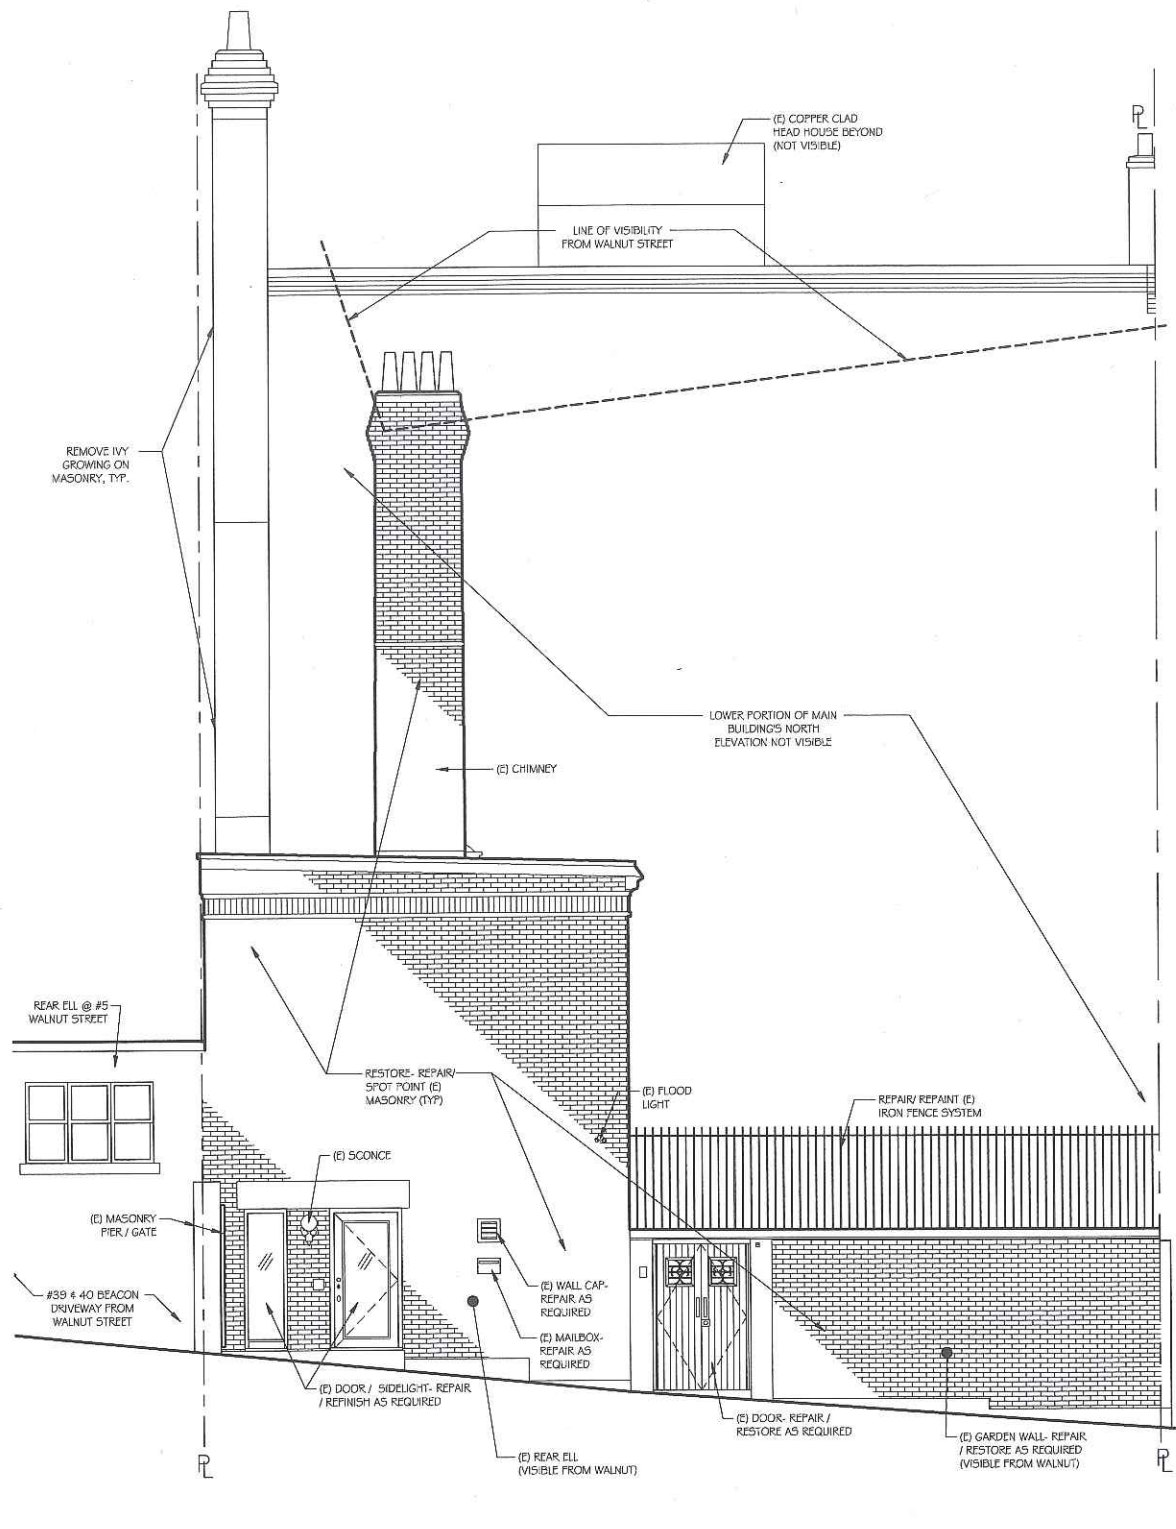 (E) COPPER CLAD
HEAD HOUSE BEYOND
(NOT VISIBLE)
PL
LINE OF VISIBILITY
FROM WALNUT STREET
REMOVE IVY
GROWING ON
MASONRY, TYP.
LOWER PORTION OF MAIN
BUILDING'S NORTH
ELEVATION NOT VISIBLE
(E) CHIMNEY
REAR ELL @ #5
WALNUT STREET
RESTORE- REPAIR/
SPOT POINT (E)
MASONRY (TYP)
(E) FLOOD
LIGHT
REPAIR/ REPAINT (E)
IRON FENCE SYSTEM
(E) SCONCE
(E) MASONRY
PIER / GATE
#39 & 40 BEACON
DRIVEWAY FROM
WALNUT STREET
(E) WALL CAP-
REPAIR AS
REQUIRED
(E) MAILBOX-
REPAIR AS
REQUIRED
(E) DOOR / SIDELIGHT- REPAIR
/ REFINISH AS REQUIRED
(E) DOOR- REPAIR /
RESTORE AS REQUIRED
(E) REAR ELL
(VISIBLE FROM WALNUT)
(E) GARDEN WALL- REPAIR
/ RESTORE AS REQUIRED
(VISIBLE FROM WALNUT)
PL
PL